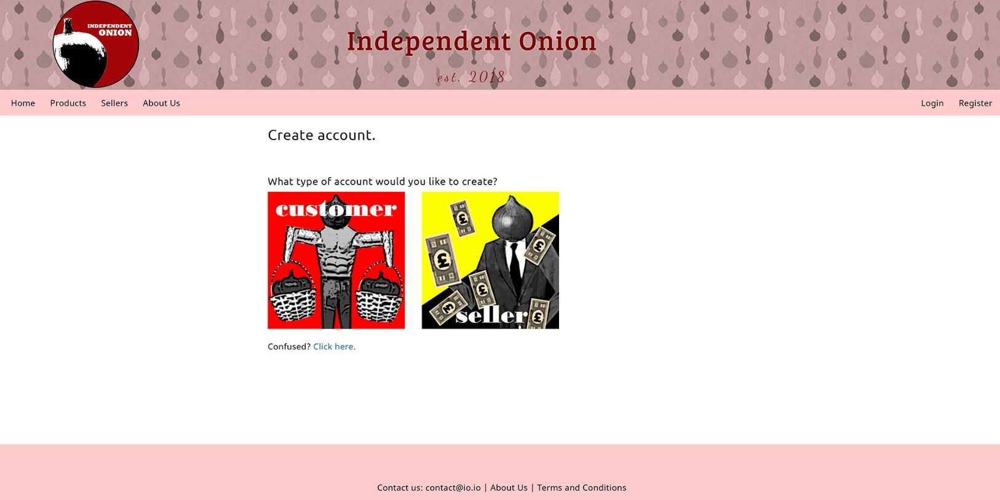 INDEPENDENT
ONION
Independent Onion
est. 2018
Home Products Sellers About Us Login Register
Create account.
What type of account would you like to create?
customer
seller
Confused? Click here.
Contact us: contact@io.io | About Us | Terms and Conditions